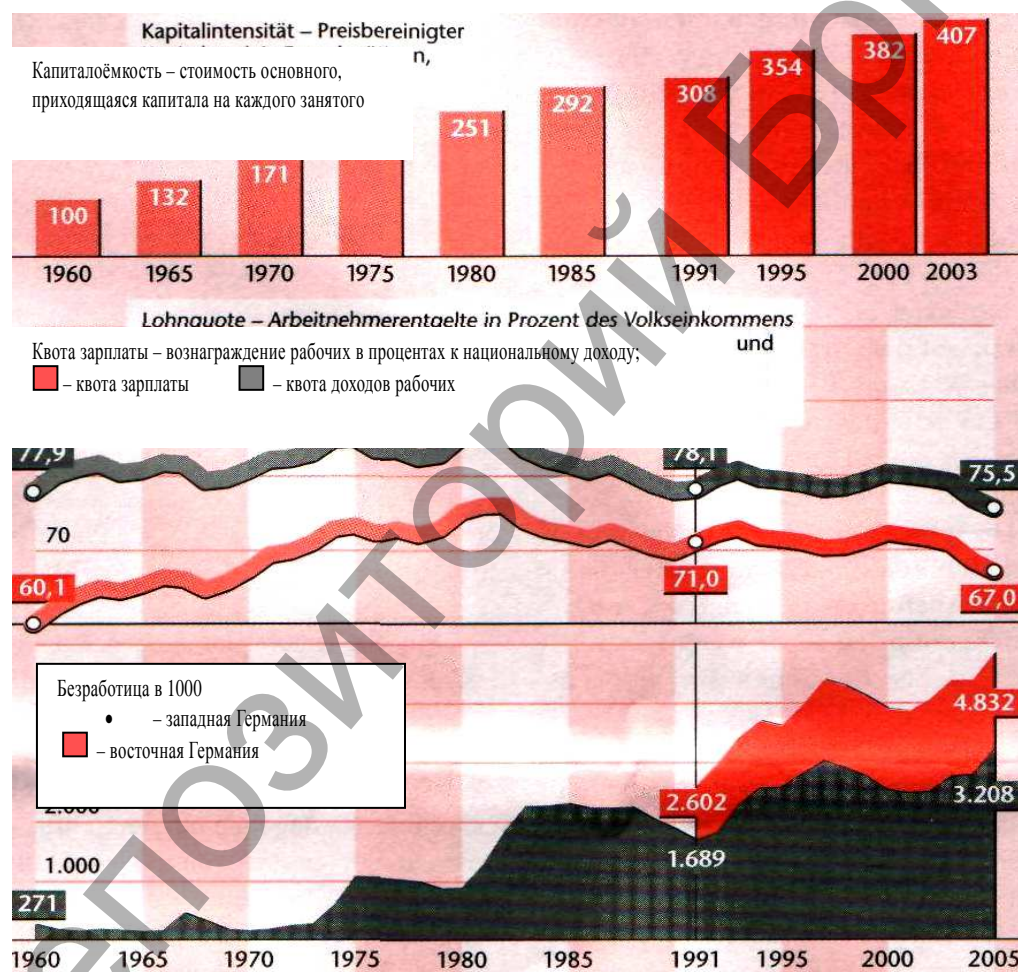 Kapitalintensität – Preisbereinigter
n,
Капиталоёмкость – стоимость основного,
приходящаяся капитала на каждого занятого
100
132
171
251
292
308
354
382
407
1960 1965 1970 1975 1980 1985 1991 1995 2000 2003
Lohnquote – Arbeitnehmerentgelte in Prozent des Volkseinkommens
und
Квота зарплаты – вознаграждение рабочих в процентах к национальному доходу;
– квота зарплаты – квота доходов рабочих
77,9
78,1
75,5
70
60,1
71,0
67,0
Безработица в 1000
• – западная Германия
– восточная Германия
4.832
3.208
2.000
2.602
1.689
1.000
271
1960 1965 1970 1975 1980 1985 1991 1995 2000 2005